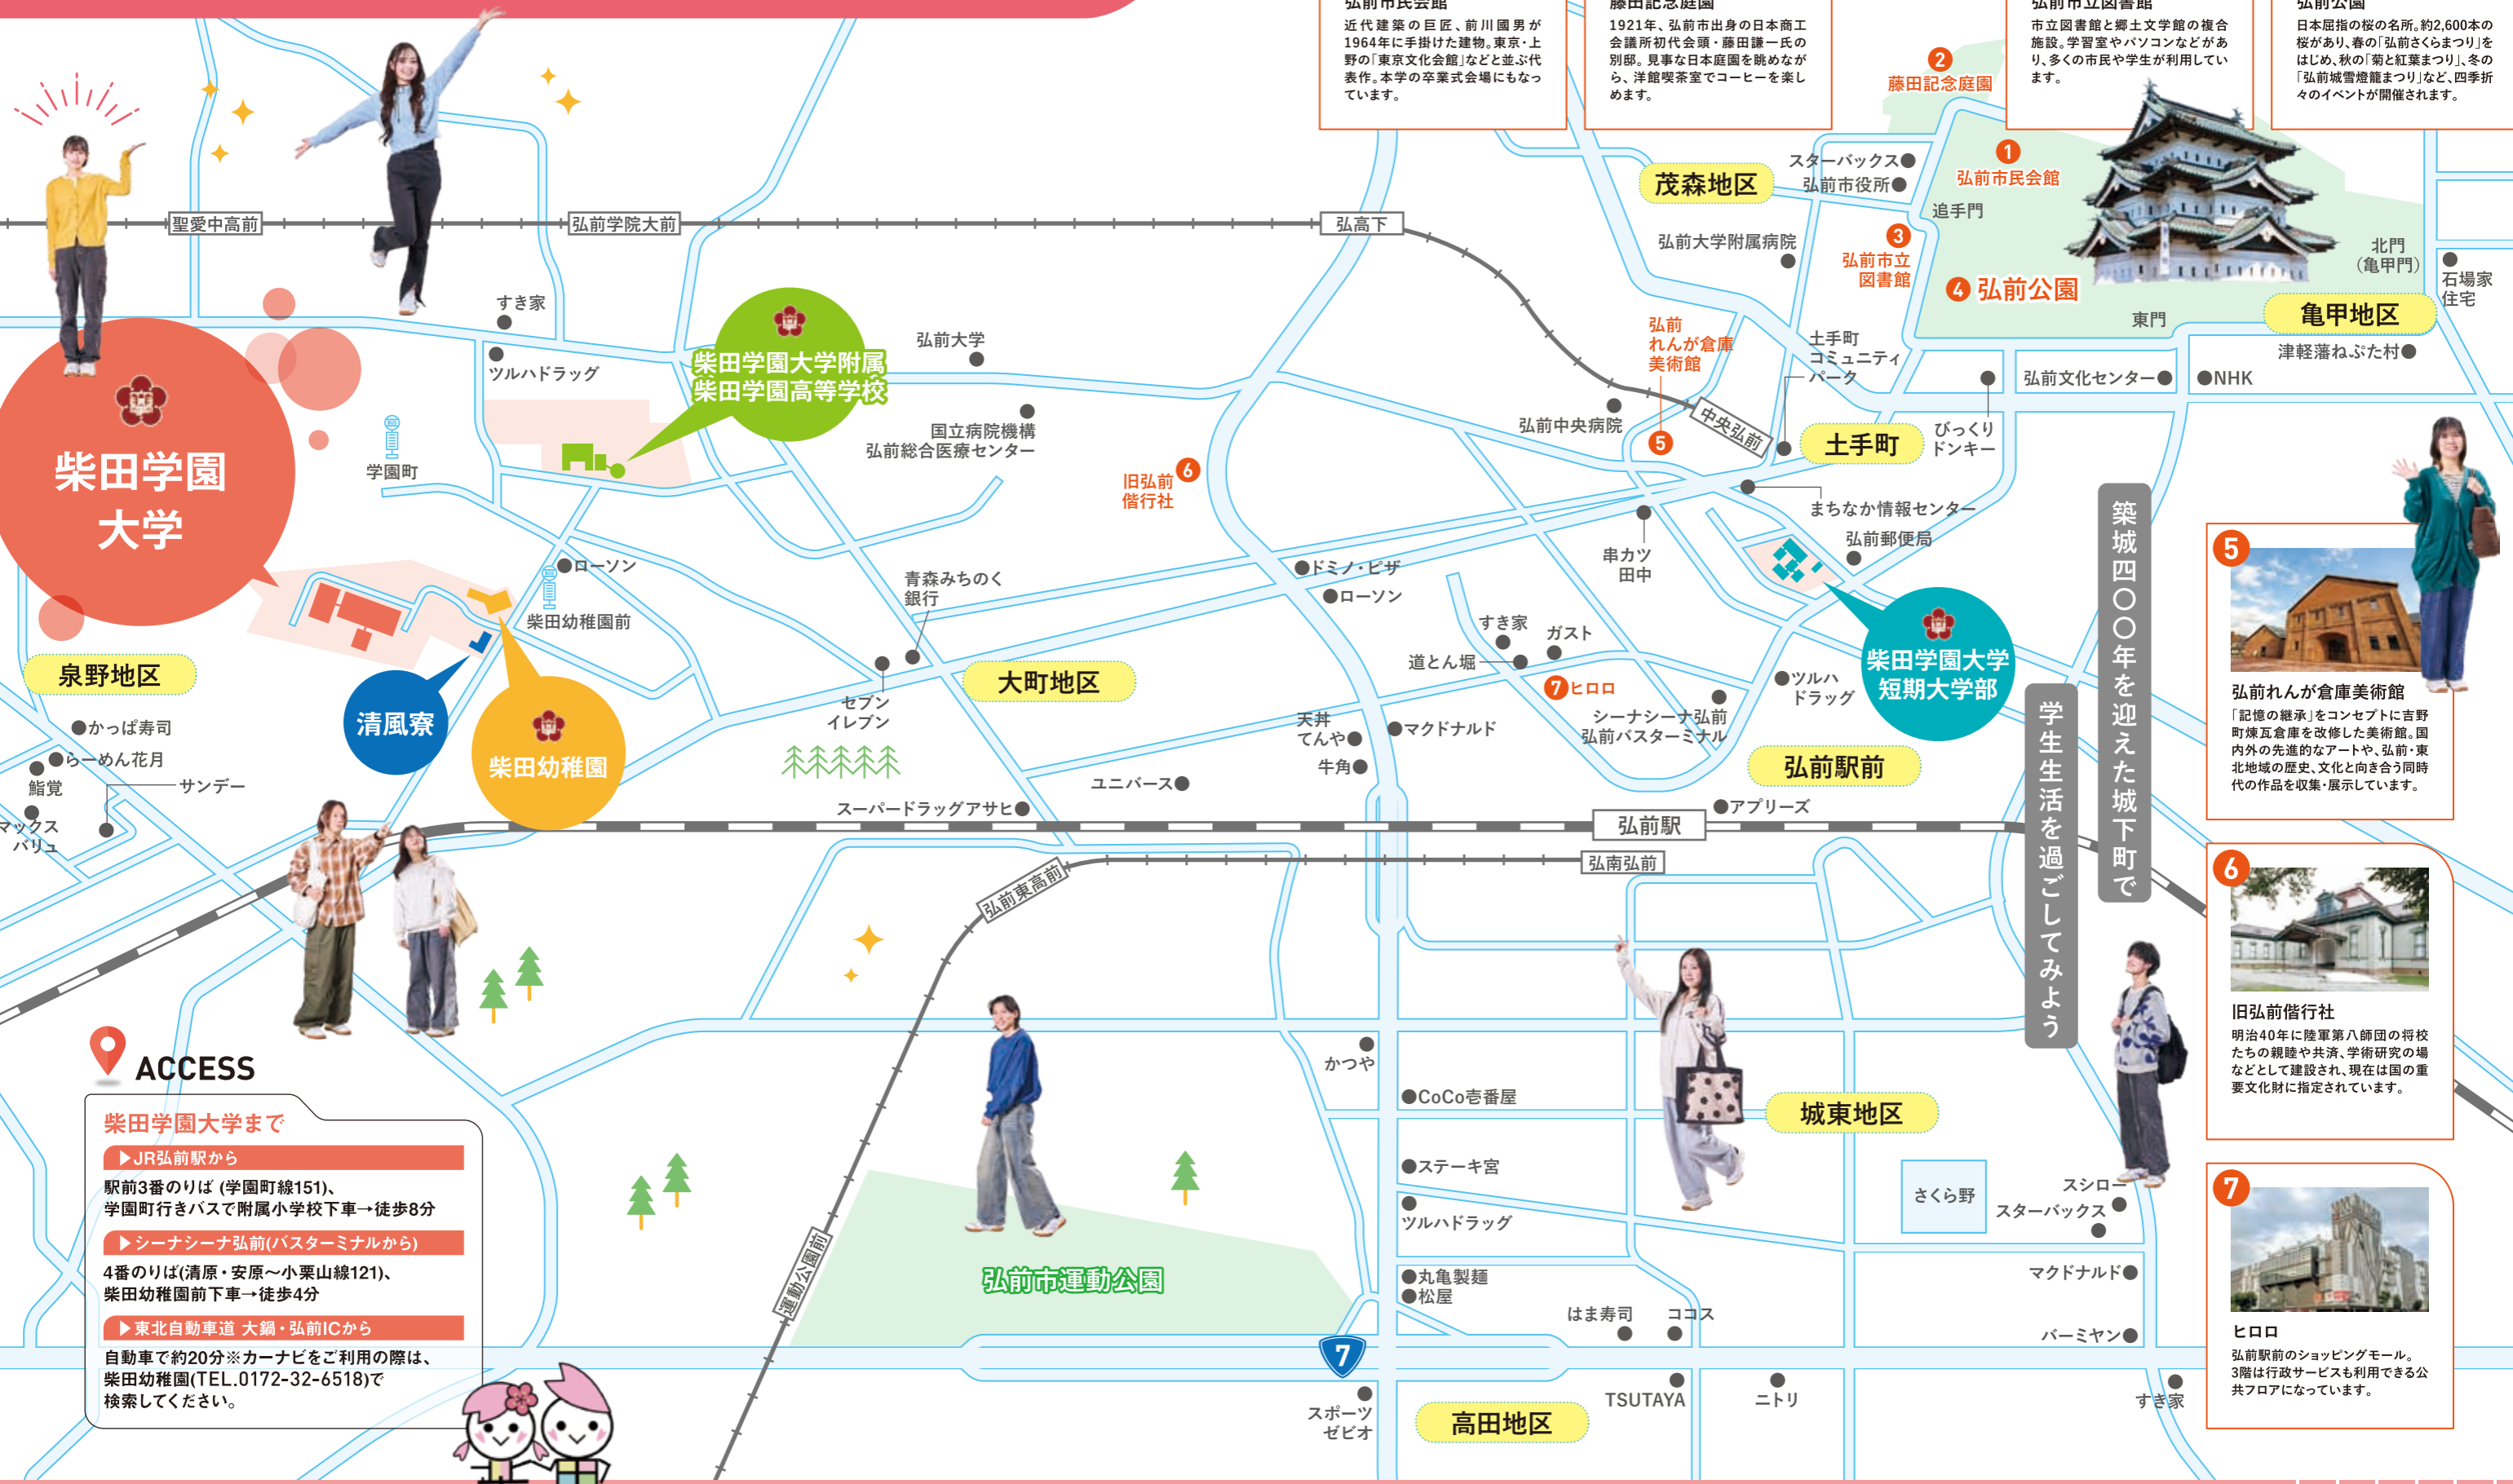 弘前市民会館
近代建築の巨匠、前川國男が
1964年に手掛けた建物。東京・上
野の「東京文化会館」などと並ぶ代
表作。本学の卒業式会場にもなっ
ています。
藤田記念庭園
1921年、弘前市出身の日本商工
会議所初代会頭・藤田謙一氏の
別邸。見事な日本庭園を眺めなが
ら、洋館喫茶室でコーヒーを楽し
めます。
弘前市立図書館
市立図書館と郷土文学館の複合
施設。学習室やパソコンなどがあ
り、多くの市民や学生が利用してい
ます。
弘前公園
日本屈指の桜の名所。約2,600本の
桜があり、春の「弘前さくらまつり」を
はじめ、秋の「菊と紅葉まつり」、冬の
「弘前城雪燈籠まつり」など、四季折
々のイベントが開催されます。
2
藤田記念庭園
1
弘前市民会館
スターバックス
弘前市役所
茂森地区
追手門
弘前大学附属病院
3
弘前市立
図書館
4 弘前公園
北門
(亀甲門)
石場家
住宅
亀甲地区
東門
津軽藩ねぷた村
聖愛中高前
弘前学院大前
弘高下
すき家
ツルハドラッグ
柴田学園大学附属
柴田学園高等学校
弘前大学
国立病院機構
弘前総合医療センター
弘前
れんが倉庫
美術館
5
土手町
コミュニティ
パーク
弘前文化センター
NHK
弘前中央病院
中央弘前
土手町
びっくり
ドンキー
柴田学園
大学
学園町
旧弘前
偕行社
6
まちなか情報センター
弘前郵便局
串カツ
田中
ローソン
柴田幼稚園前
青森みちのく
銀行
ドミノ・ピザ
ローソン
すき家
ガスト
道とん堀
7 ヒロロ
柴田学園大学
短期大学部
ツルハ
ドラッグ
シーナシーナ弘前
弘前バスターミナル
泉野地区
清風寮
柴田幼稚園
セブン
イレブン
大町地区
天丼
てんや
マクドナルド
牛角
弘前駅前
かっぱ寿司
らーめん花月
鮨覚
サンデー
マックス
バリュ
ユニバース
スーパードラッグアサヒ
弘前駅
アプリーズ
弘南弘前
弘前東高前
運動公園前
築城四〇〇年を迎えた城下町で
学生生活を過ごしてみよう
5
弘前れんが倉庫美術館
「記憶の継承」をコンセプトに吉野
町煉瓦倉庫を改修した美術館。国
内外の先進的なアートや、弘前・東
北地域の歴史、文化と向き合う同時
代の作品を収集・展示しています。
6
旧弘前偕行社
明治40年に陸軍第八師団の将校
たちの親睦や共済、学術研究の場
などとして建設され、現在は国の重
要文化財に指定されています。
7
ヒロロ
弘前駅前のショッピングモール。
3階は行政サービスも利用できる公
共フロアになっています。
ACCESS
柴田学園大学まで
▶JR弘前駅から
駅前3番のりば (学園町線151)、
学園町行きバスで附属小学校下車→徒歩8分
▶シーナシーナ弘前(バスターミナルから)
4番のりば(清原・安原〜小栗山線121)、
柴田幼稚園前下車→徒歩4分
▶東北自動車道 大鍋・弘前ICから
自動車で約20分※カーナビをご利用の際は、
柴田幼稚園(TEL.0172-32-6518)で
検索してください。
弘前市運動公園
かつや
CoCo壱番屋
ステーキ宮
ツルハドラッグ
丸亀製麺
松屋
7
スポーツ
ゼビオ
高田地区
城東地区
さくら野
スシロー
スターバックス
マクドナルド
バーミヤン
すき家
はま寿司
ココス
TSUTAYA
ニトリ